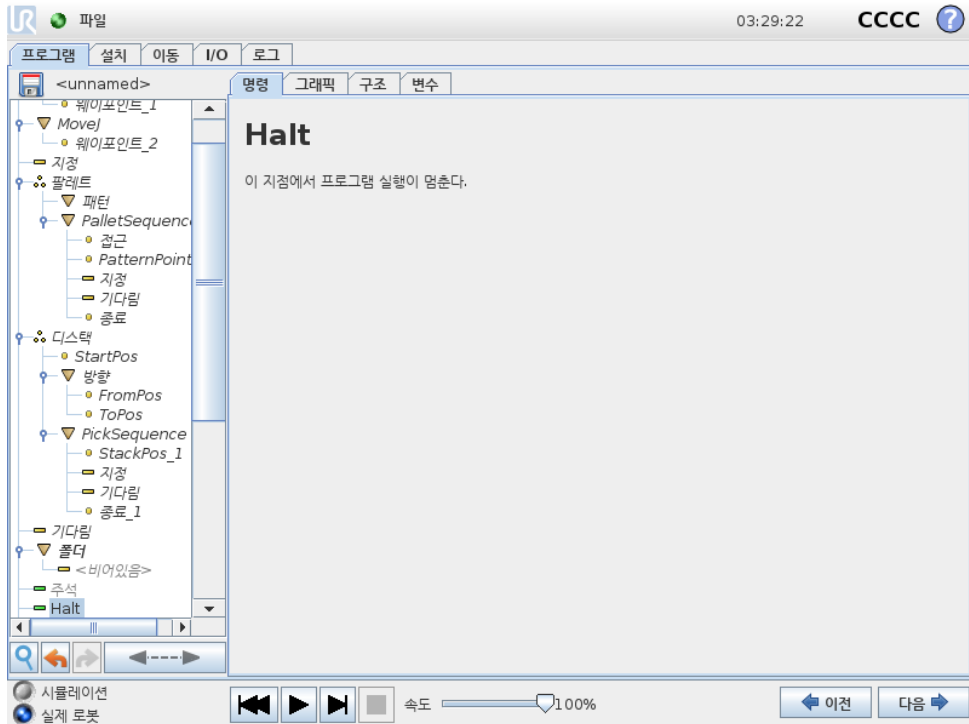 UR 파일 03:29:22 CCCC ?
프로그램 설치 이동 I/O 로그
<unnamed> 명령 그래픽 구조 변수
웨이포인트_1
MoveJ
웨이포인트_2
지정
팔레트
패턴
PalletSequenc
접근
PatternPoint
지정
기다림
종료
디스택
StartPos
방향
FromPos
ToPos
PickSequence
StackPos_1
지정
기다림
종료_1
기다림
폴더
<비어있음>
주석
Halt
Halt
이 지점에서 프로그램 실행이 멈춘다.
시뮬레이션
실제 로봇
속도 100%
이전 다음